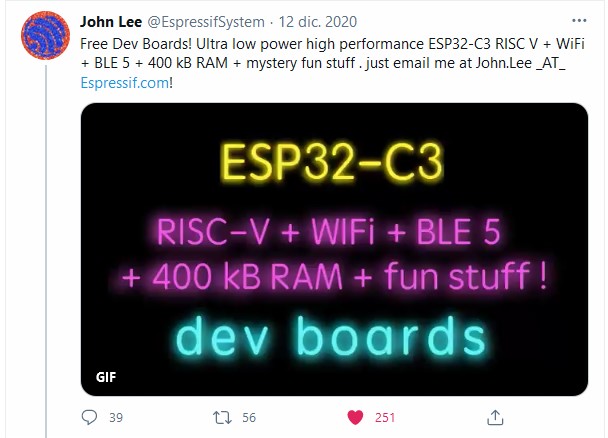 John Lee @EspressifSystem · 12 dic. 2020
Free Dev Boards! Ultra low power high performance ESP32-C3 RISC V + WiFi
+ BLE 5 + 400 kB RAM + mystery fun stuff . just email me at John.Lee _AT_
Espressif.com!
ESP32-C3
RISC-V + WIFi + BLE 5
+ 400 kB RAM + fun stuff !
dev boards
GIF
39 56 251